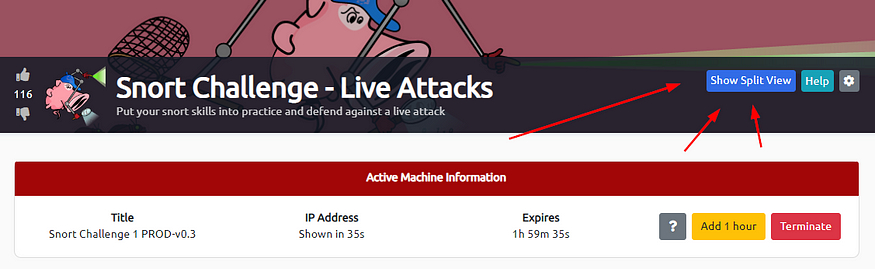 116
Snort Challenge - Live Attacks
Put your snort skills into practice and defend against a live attack
Show Split View Help
Active Machine Information
Title IP Address Expires
Snort Challenge 1 PROD-v0.3 Shown in 35s 1h 59m 35s
? Add 1 hour Terminate